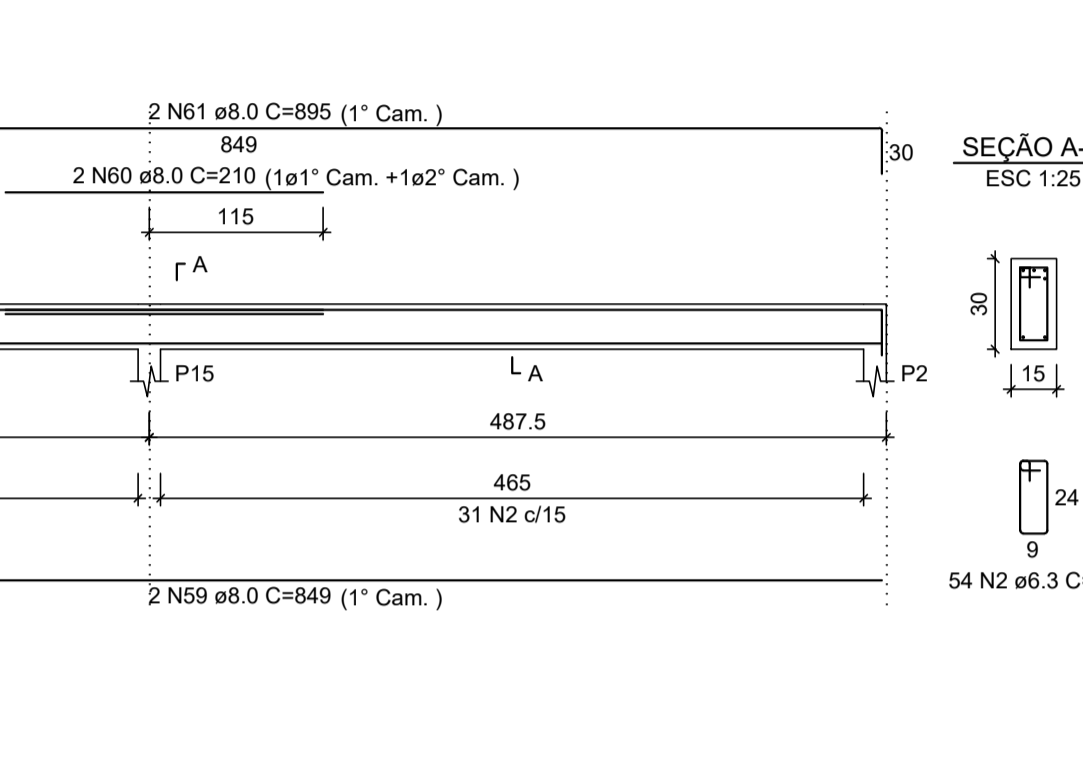 2 N61 ø8.0 C=895 (1° Cam. )
849
30
2 N60 ø8.0 C=210 (1ø1° Cam. +1ø2° Cam. )
115
A
P15
A
P2
487.5
465
31 N2 c/15
2 N59 ø8.0 C=849 (1° Cam. )
SEÇÃO A-
ESC 1:25
30
15
24
9
54 N2 ø6.3 C=